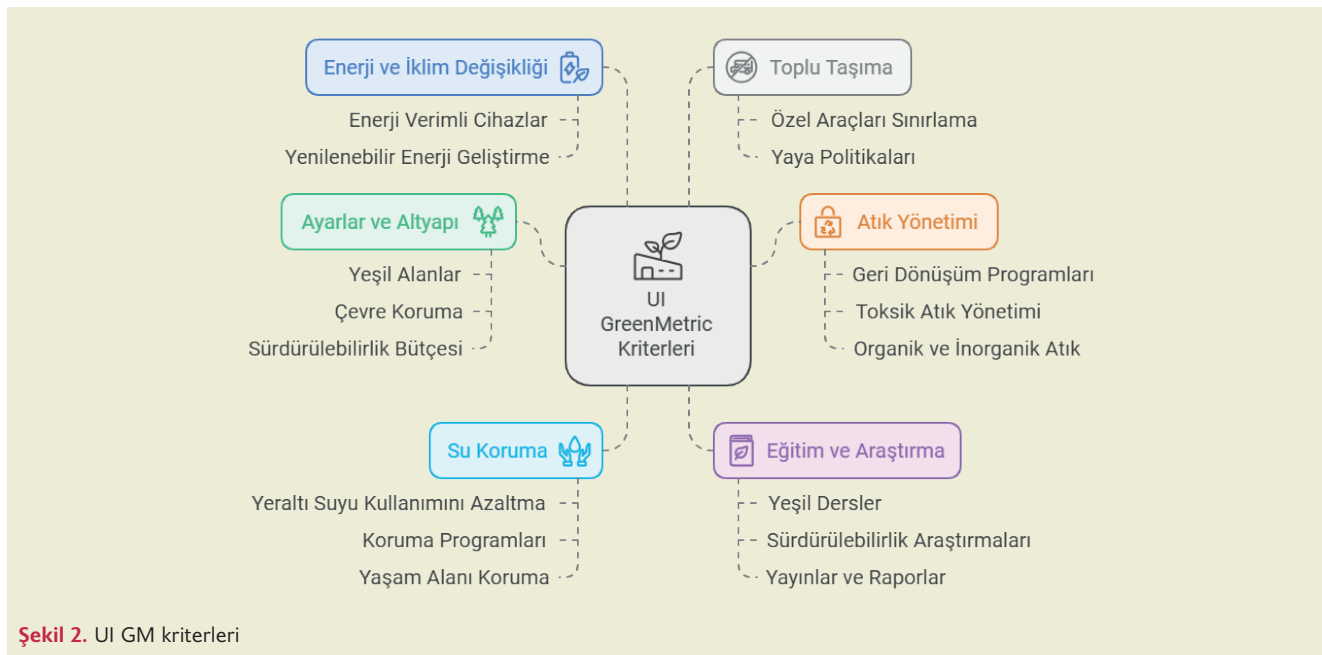 Enerji ve İklim Değişikliği
Enerji Verimli Cihazlar
Yenilenebilir Enerji Geliştirme
Ayarlar ve Altyapı
Yeşil Alanlar
Çevre Koruma
Sürdürülebilirlik Bütçesi
Su Koruma
Yeraltı Suyu Kullanımını Azaltma
Koruma Programları
Yaşam Alanı Koruma
UI
GreenMetric
Kriterleri
Toplu Taşıma
Özel Araçları Sınırlama
Yaya Politikaları
Atık Yönetimi
Geri Dönüşüm Programları
Toksik Atık Yönetimi
Organik ve İnorganik Atık
Eğitim ve Araştırma
Yeşil Dersler
Sürdürülebilirlik Araştırmaları
Yayınlar ve Raporlar
Şekil 2. UI GM kriterleri